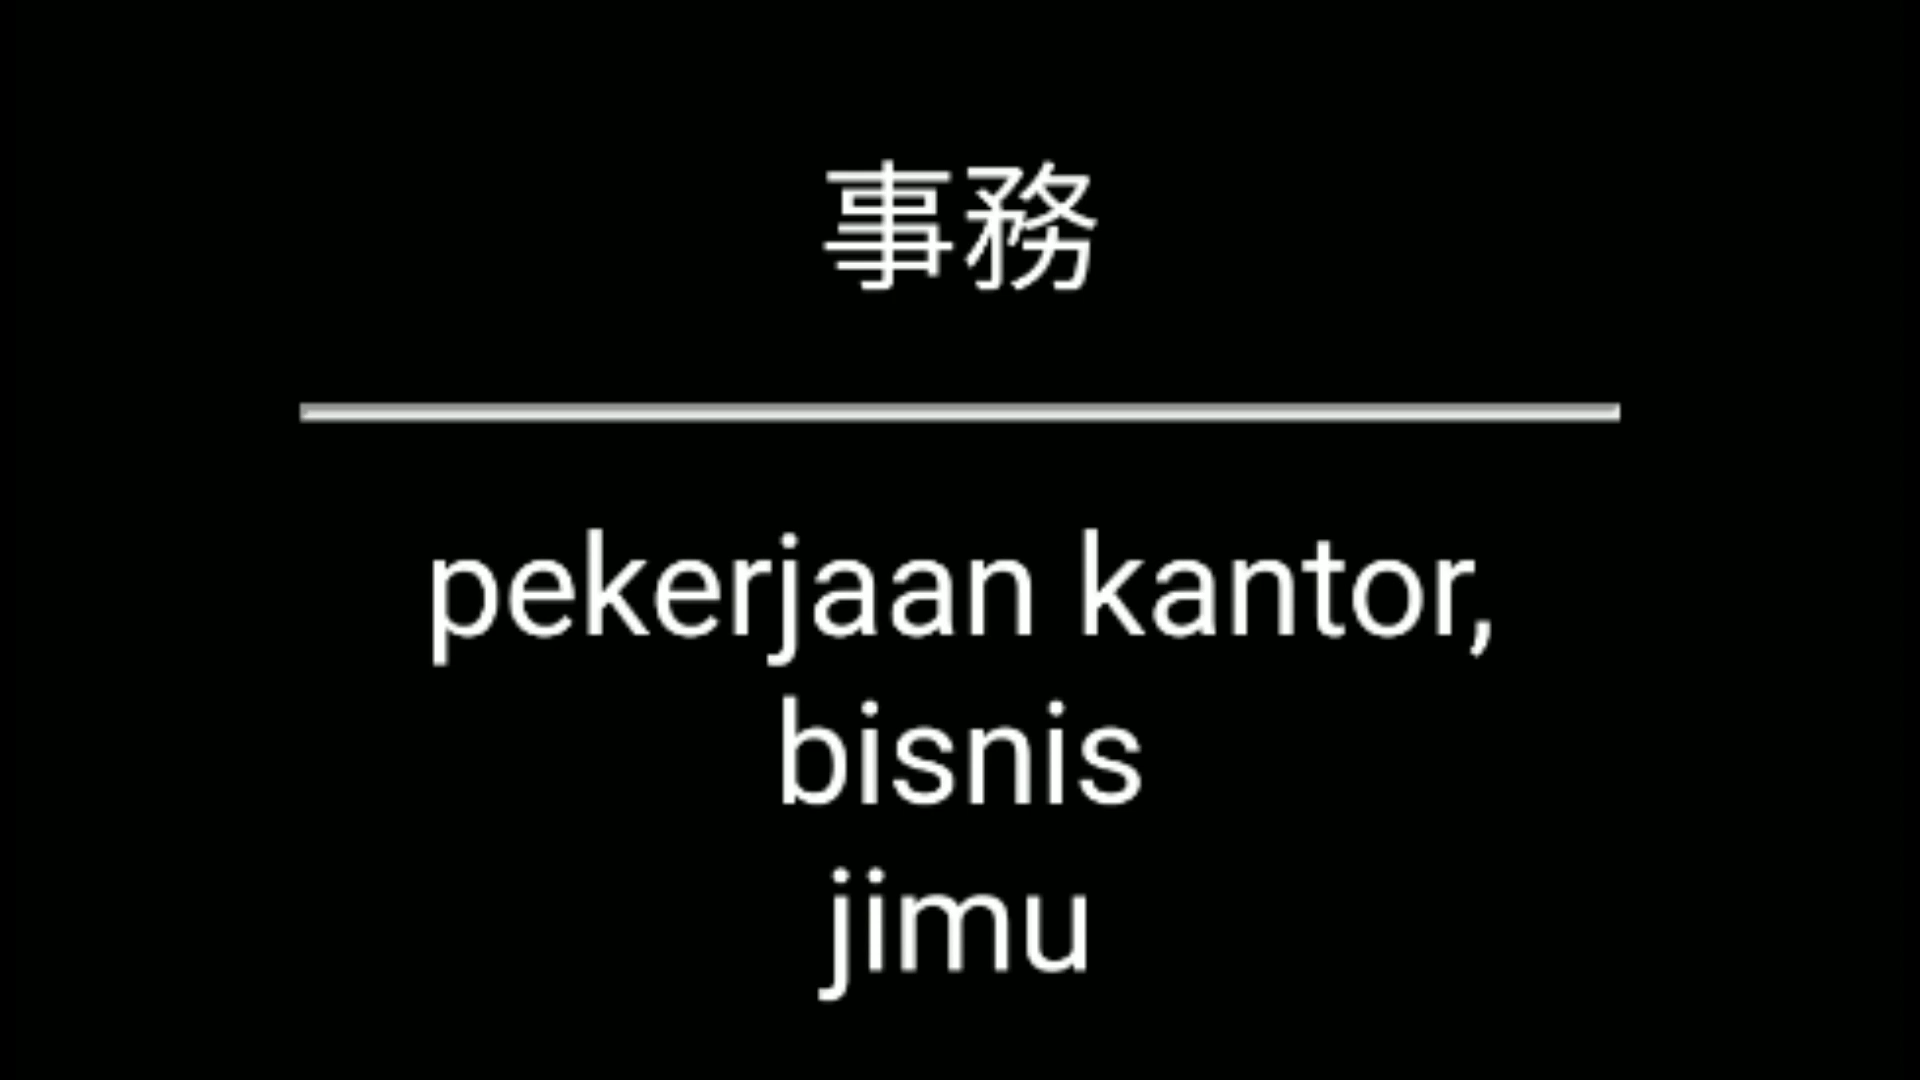 事務
pekerjaan kantor,
bisnis
jimu